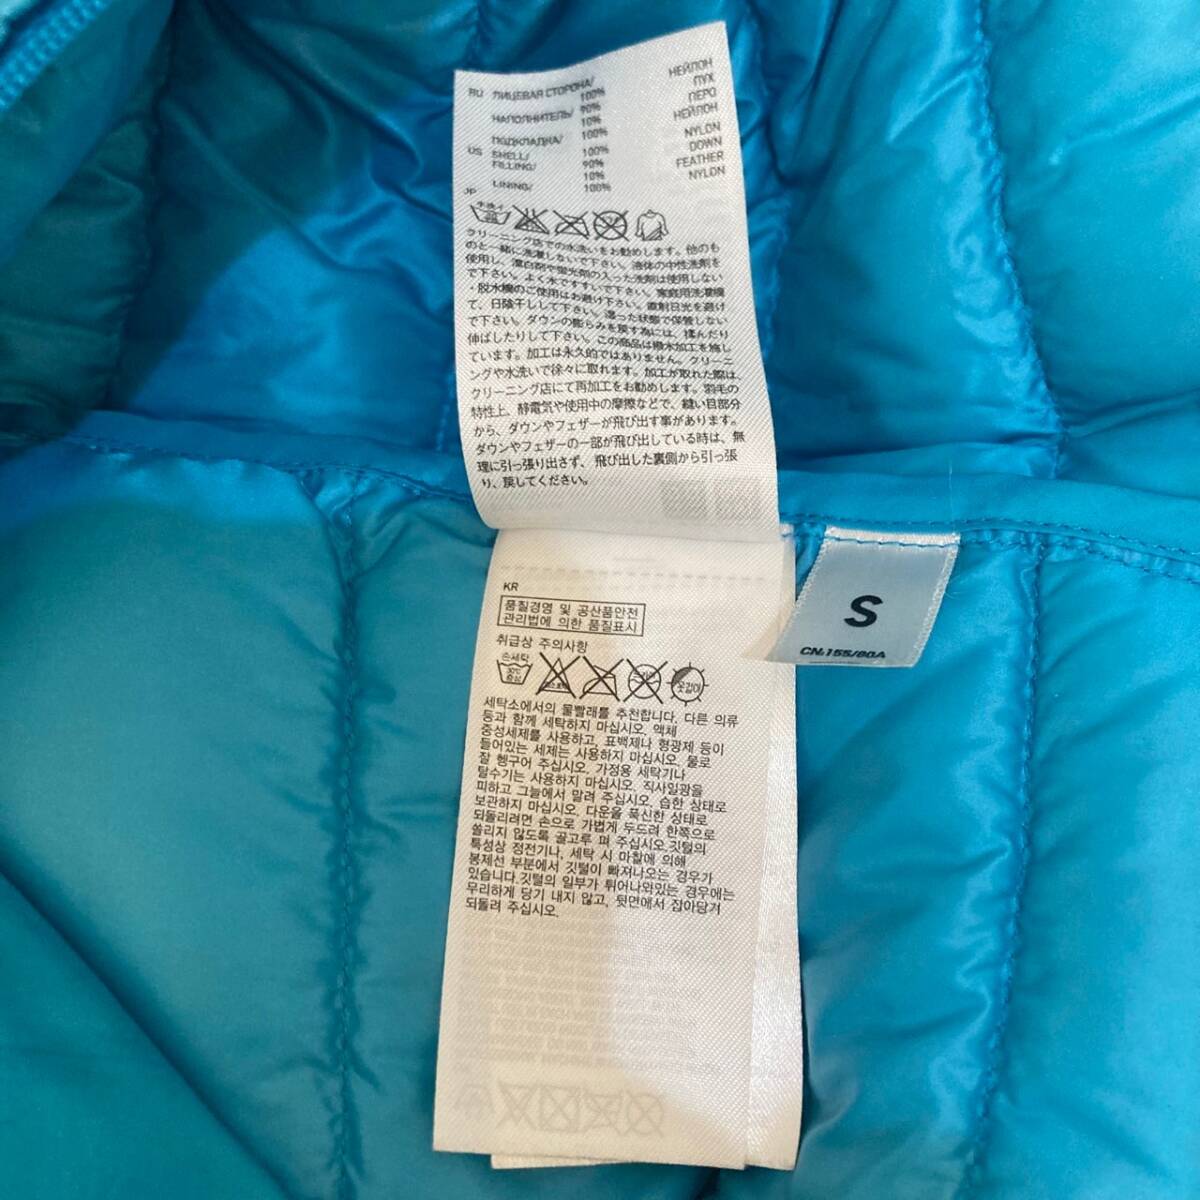 RU ЛИЦЕВАЯ СТОРОНА/ 100% НЕЙЛОН
НАПОЛНИТЕЛЬ/ 90% ПУХ
10% ПЕРО
ПОДКЛАДКА/ 100% НЕЙЛОН
US SHELL/ 100% NYLON
FILLING/ 90% DOWN
10% FEATHER
LINING/ 100% NYLON
JP
手洗イ
30
クリーニング店での水洗いをお勧めします。他のも
のと一緒に洗濯しないで下さい。液体の中性洗剤を
使用し、漂白剤や蛍光剤の入った洗剤は使用しない
で下さい。よく水ですすいで下さい。家庭用洗濯機
・脱水機のご使用はお避け下さい。直射日光を避け
て、日陰干しして下さい。湿った状態で保管しない
で下さい。ダウンの膨らみを戻す為には、揉んだり
伸ばしたりして下さい。この商品は撥水加工を施し
ています。加工は永久的ではありません。クリーニ
ングや水洗いで徐々に取れます。加工が取れた際は、
クリーニング店にて再加工をお勧めします。羽毛の
特性上、静電気や使用中の摩擦などで、縫い目部分
から、ダウンやフェザーが飛び出す事があります。
ダウンやフェザーの一部が飛び出している時は、無
理に引っ張り出さず、飛び出した裏側から引っ張
り、戻してください。
KR
품질경영 및 공산품안전
관리법에 의한 품질표시
취급상 주의사항
손세탁
30℃
중성
옷걸이
세탁소에서의 물빨래를 추천합니다. 다른 의류
등과 함께 세탁하지 마십시오. 액체
중성세제를 사용하고, 표백제나 형광제 등이
들어있는 세제는 사용하지 마십시오. 물로
잘 헹구어 주십시오. 가정용 세탁기나
탈수기는 사용하지 마십시오. 직사일광을
피하고 그늘에서 말려 주십시오. 습한 상태로
보관하지 마십시오. 다운을 푹신한 상태로
되돌리려면 손으로 가볍게 두드려 한쪽으로
쏠리지 않도록 골고루 펴 주십시오.깃털의
특성상 정전기나, 세탁 시 마찰에 의해
봉제선 부분에서 깃털이 빠져나오는 경우가
있습니다.깃털의 일부가 튀어나와있는 경우에는
무리하게 당기 내지 않고, 뒷면에서 잡아당겨
되돌려 주십시오.
S
CN:155/80A